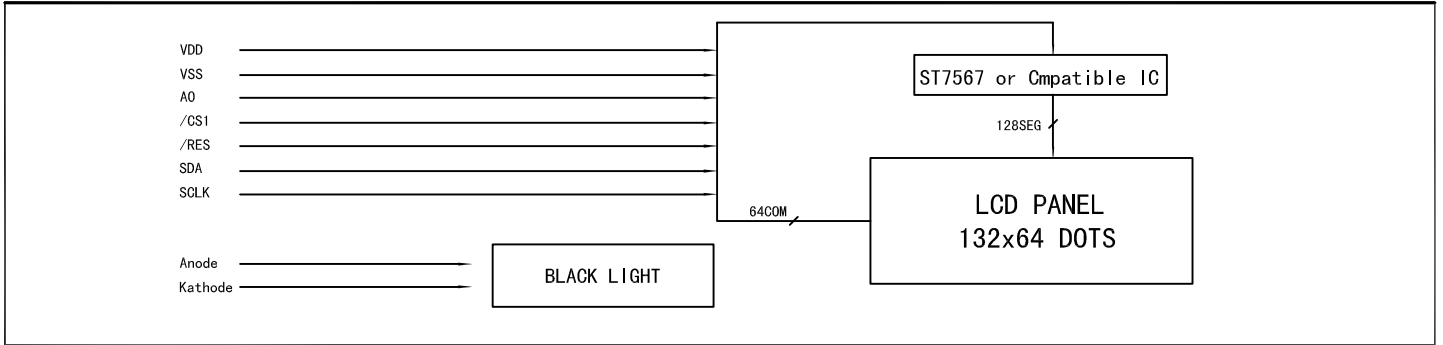 VDD
VSS
A0
/CS1
/RES
SDA
SCLK
ST7567 or Cmpatible IC
128SEG
64COM
LCD PANEL
132x64 DOTS
Anode
Kathode
BLACK LIGHT